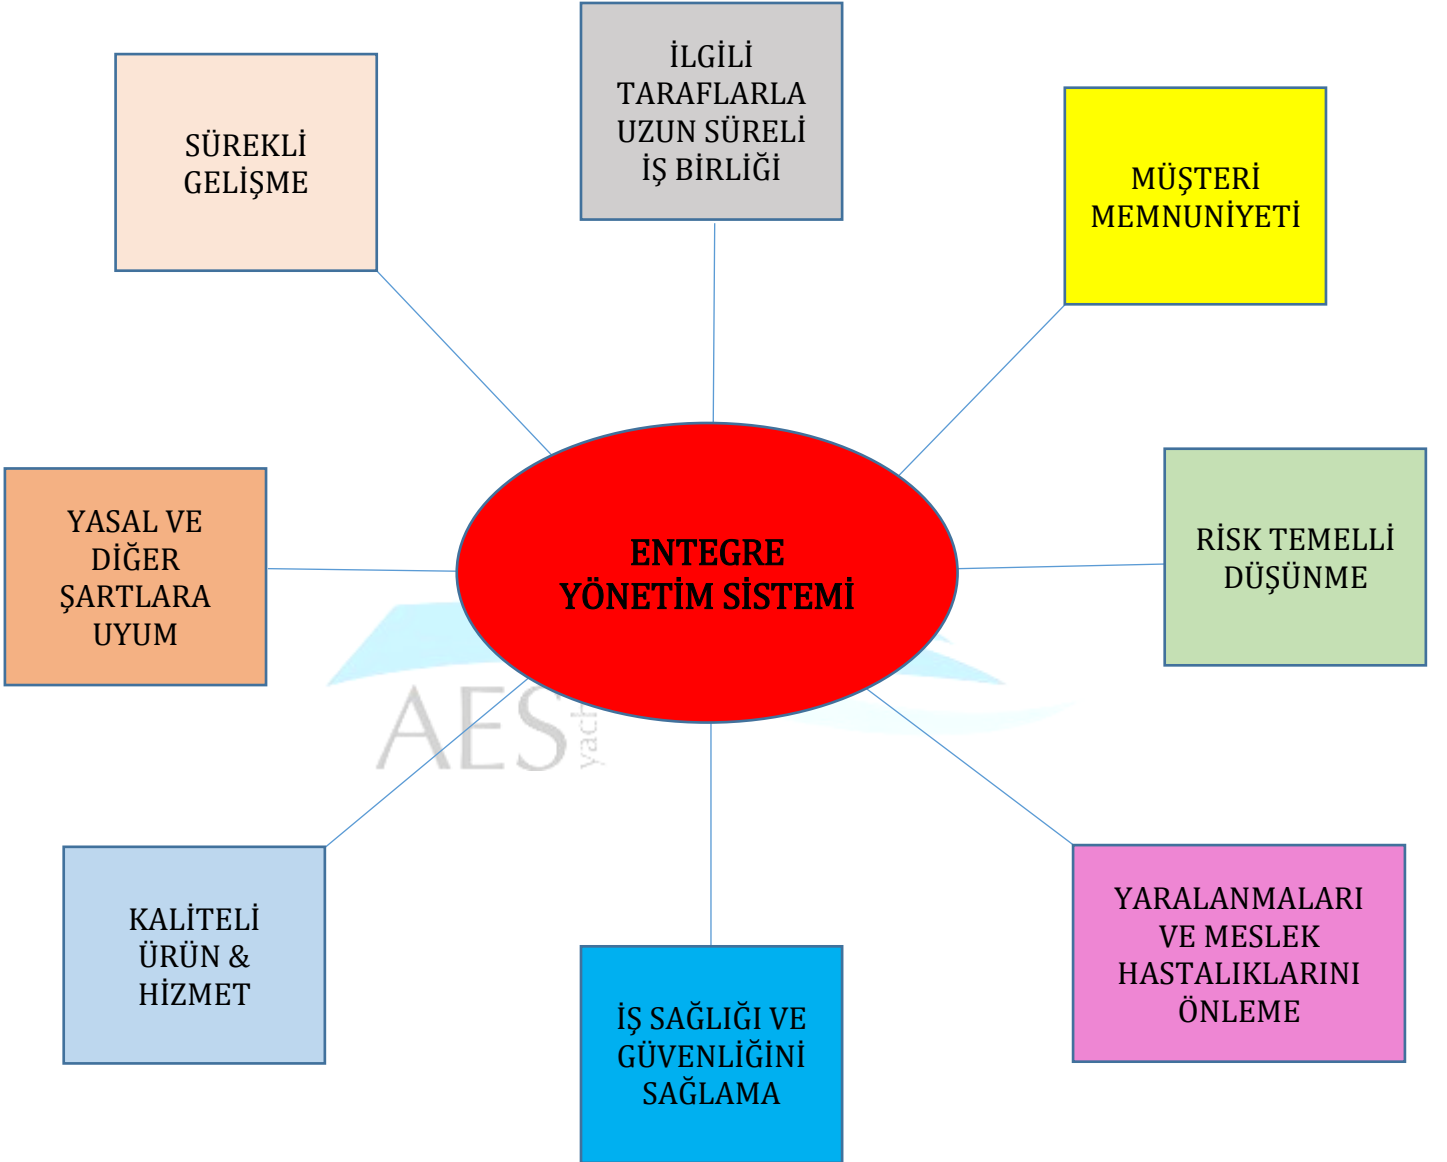 İLGİLİ
TARAFLARLA
UZUN SÜRELİ
İŞ BİRLİĞİ
SÜREKLİ
GELİŞME
MÜŞTERİ
MEMNUNİYETİ
YASAL VE
DİĞER
ŞARTLARA
UYUM
ENTEGRE
YÖNETİM SİSTEMİ
RİSK TEMELLİ
DÜŞÜNME
AES
KALİTELİ
ÜRÜN &
HİZMET
İŞ SAĞLIĞI VE
GÜVENLİĞİNİ
SAĞLAMA
YARALANMALARI
VE MESLEK
HASTALIKLARINI
ÖNLEME